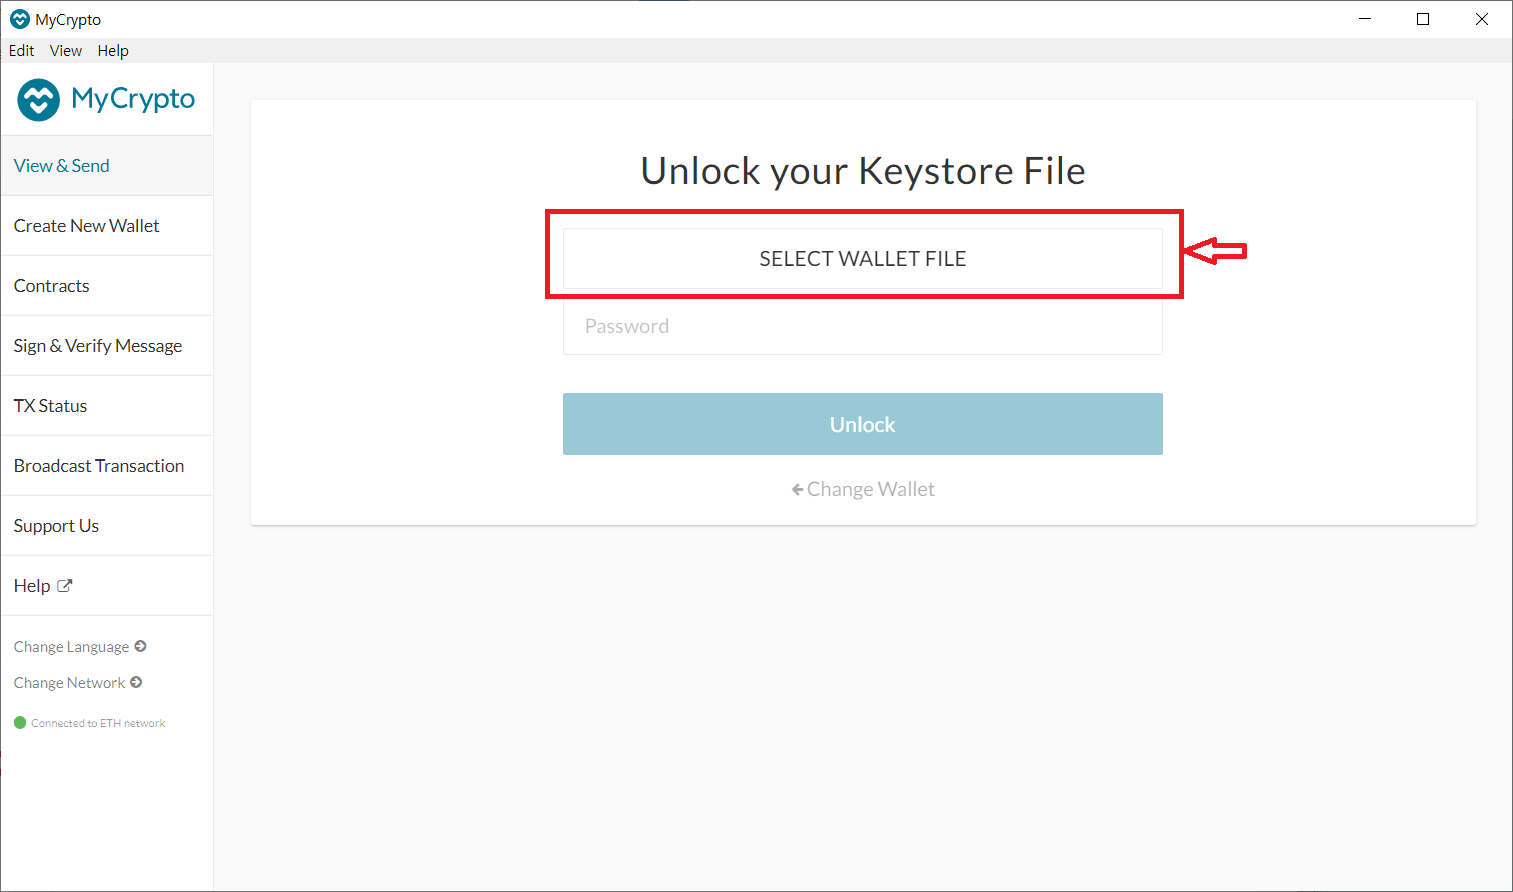 MyCrypto
Edit View Help
MyCrypto
View & Send
Create New Wallet
Contracts
Sign & Verify Message
TX Status
Broadcast Transaction
Support Us
Help
Change Language
Change Network
Connected to ETH network
Unlock your Keystore File
SELECT WALLET FILE
Password
Unlock
Change Wallet